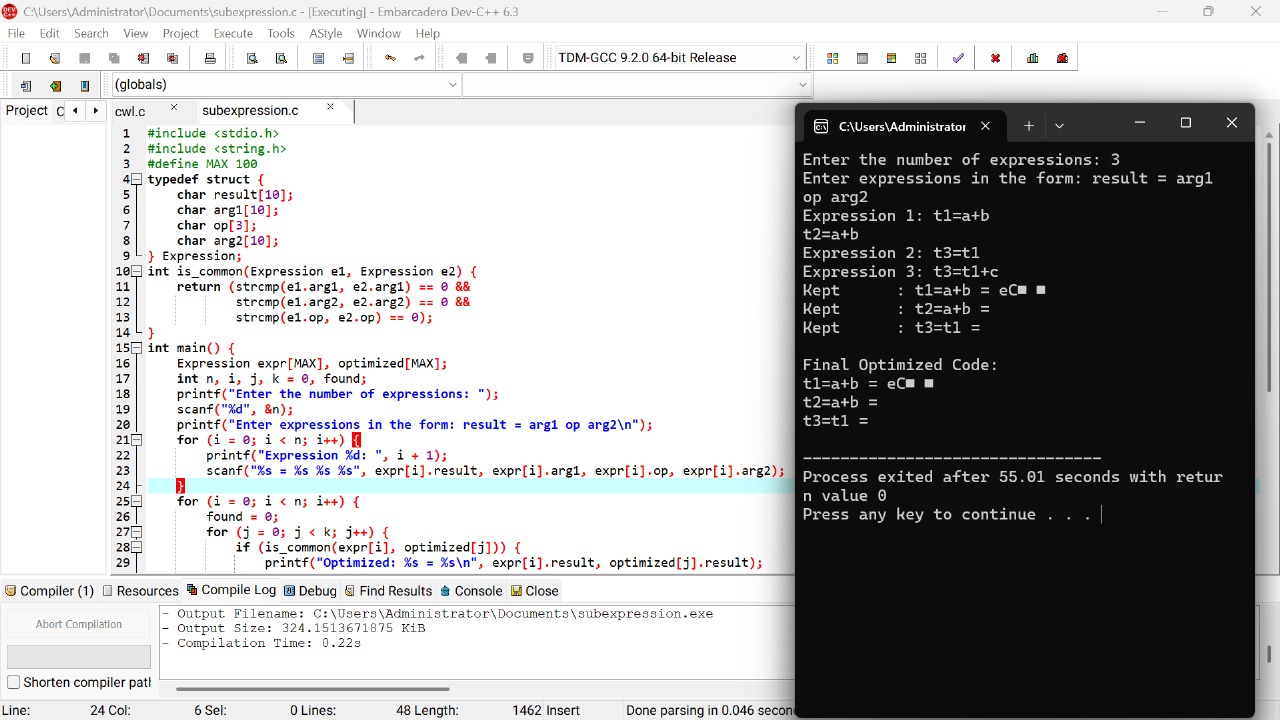 C:\Users\Administrator\Documents\subexpression.c - [Executing] - Embarcadero Dev-C++ 6.3
File Edit Search View Project Execute Tools AStyle Window Help
TDM-GCC 9.2.0 64-bit Release
(globals)
Project C
cwl.c
subexpression.c
1 #include <stdio.h>
2 #include <string.h>
3 #define MAX 100
4 typedef struct {
5 char result[10];
6 char arg1[10];
7 char op[3];
8 char arg2[10];
9 } Expression;
10 int is_common(Expression e1, Expression e2) {
11 return (strcmp(e1.arg1, e2.arg1) == 0 &&
12 strcmp(e1.arg2, e2.arg2) == 0 &&
13 strcmp(e1.op, e2.op) == 0);
14 }
15 int main() {
16 Expression expr[MAX], optimized[MAX];
17 int n, i, j, k = 0, found;
18 printf("Enter the number of expressions: ");
19 scanf("%d", &n);
20 printf("Enter expressions in the form: result = arg1 op arg2\n");
21 for (i = 0; i < n; i++) {
22 printf("Expression %d: ", i + 1);
23 scanf("%s = %s %s %s", expr[i].result, expr[i].arg1, expr[i].op, expr[i].arg2);
24 }
25 for (i = 0; i < n; i++) {
26 found = 0;
27 for (j = 0; j < k; j++) {
28 if (is_common(expr[i], optimized[j])) {
29 printf("Optimized: %s = %s\n", expr[i].result, optimized[j].result);
C:\Users\Administrator
Enter the number of expressions: 3
Enter expressions in the form: result = arg1
op arg2
Expression 1: t1=a+b
t2=a+b
Expression 2: t3=t1
Expression 3: t3=t1+c
Kept : t1=a+b = eC■ ■
Kept : t2=a+b =
Kept : t3=t1 =
Final Optimized Code:
t1=a+b = eC■ ■
t2=a+b =
t3=t1 =
--------------------------------
Process exited after 55.01 seconds with retur
n value 0
Press any key to continue . . .
Compiler (1) Resources Compile Log Debug Find Results Console Close
Abort Compilation
Shorten compiler path
- Output Filename: C:\Users\Administrator\Documents\subexpression.exe
- Output Size: 324.1513671875 KiB
- Compilation Time: 0.22s
Line: 24 Col: 6 Sel: 0 Lines: 48 Length: 1462 Insert Done parsing in 0.046 secon